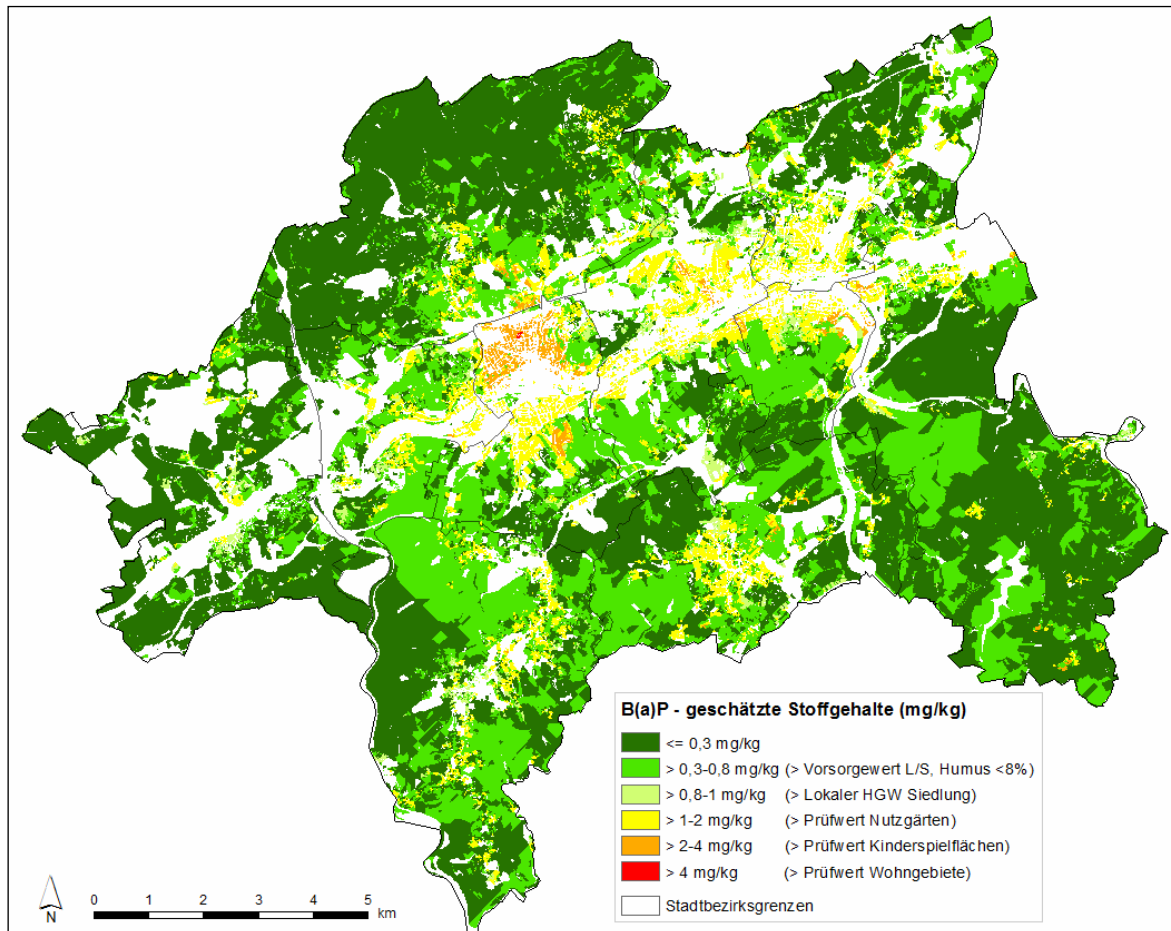 B(a)P - geschätzte Stoffgehalte (mg/kg)
<= 0,3 mg/kg
> 0,3-0,8 mg/kg (> Vorsorgewert L/S, Humus <8%)
> 0,8-1 mg/kg (> Lokaler HGW Siedlung)
> 1-2 mg/kg (> Prüfwert Nutzgärten)
> 2-4 mg/kg (> Prüfwert Kinderspielflächen)
> 4 mg/kg (> Prüfwert Wohngebiete)
Stadtbezirksgrenzen
N
0 1 2 3 4 5
km